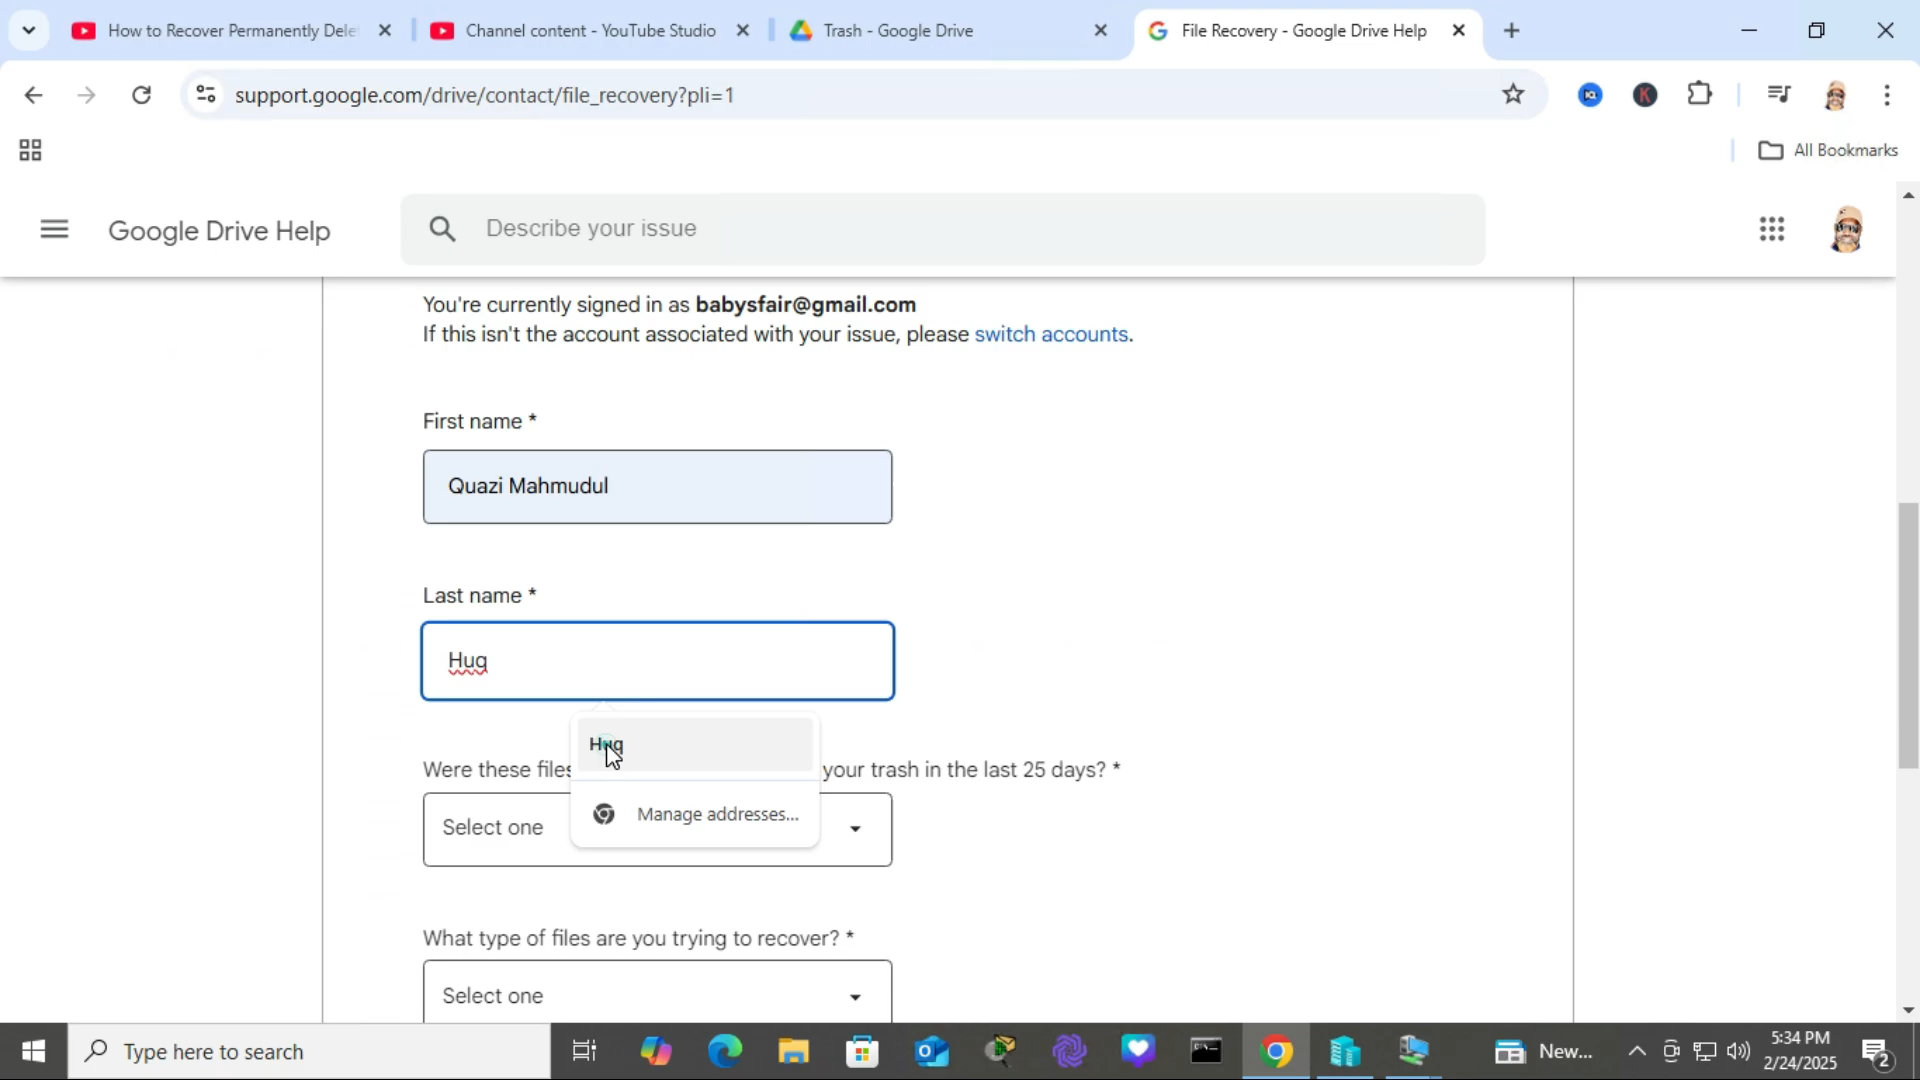 How to Recover Permanently Dele
Channel content - YouTube Studio
Trash - Google Drive
File Recovery - Google Drive Help
support.google.com/drive/contact/file_recovery?pli=1
K
All Bookmarks
Google Drive Help
Describe your issue
You're currently signed in as babysfair@gmail.com
If this isn't the account associated with your issue, please switch accounts.
First name *
Quazi Mahmudul
Last name *
Huq
Huq
Were these files your trash in the last 25 days? *
Manage addresses...
Select one
What type of files are you trying to recover? *
Select one
Type here to search
New...
5:34 PM
2/24/2025
2